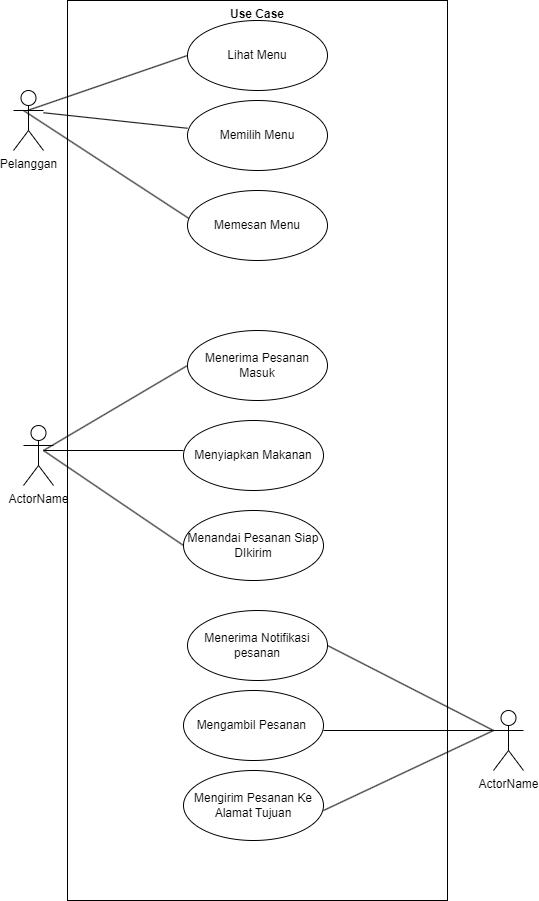 Use Case
Lihat Menu
Memilih Menu
Pelanggan
Memesan Menu
Menerima Pesanan
Masuk
Menyiapkan Makanan
ActorName
Menandai Pesanan Siap
DIkirim
Menerima Notifikasi
pesanan
Mengambil Pesanan
ActorName
Mengirim Pesanan Ke
Alamat Tujuan